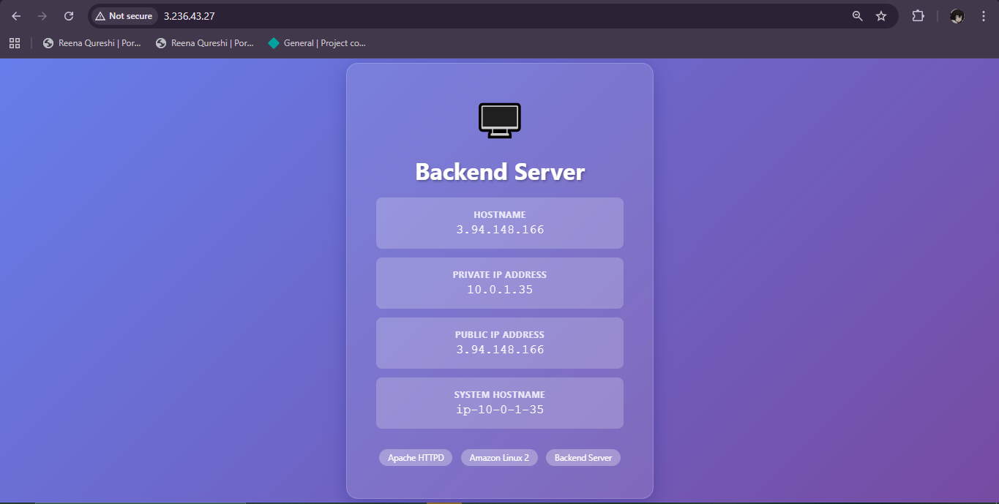 Not secure 3.236.43.27
Reena Qureshi | Por... Reena Qureshi | Por... General | Project co...
Backend Server
HOSTNAME
3.94.148.166
PRIVATE IP ADDRESS
10.0.1.35
PUBLIC IP ADDRESS
3.94.148.166
SYSTEM HOSTNAME
ip-10-0-1-35
Apache HTTPD Amazon Linux 2 Backend Server